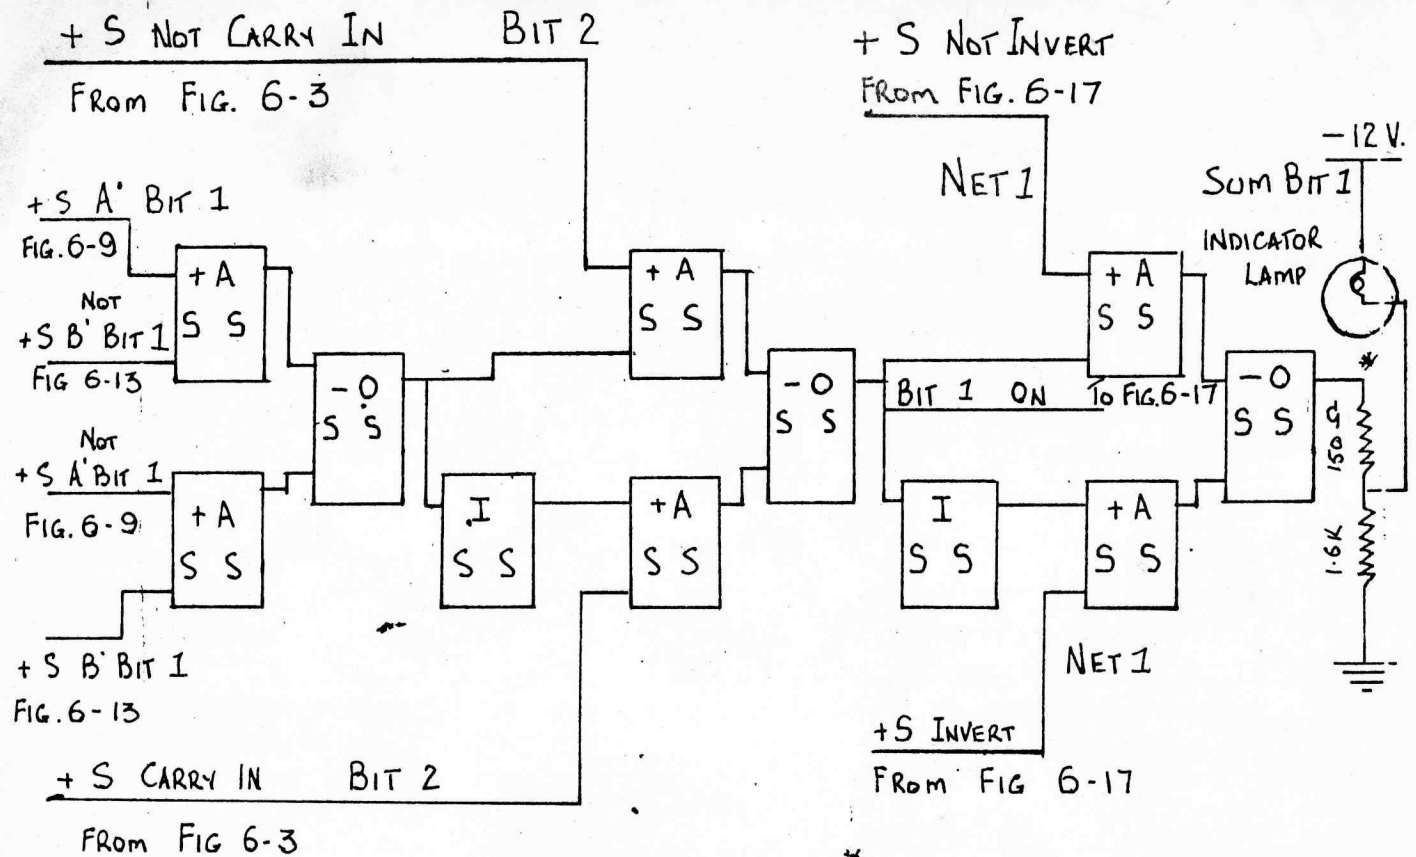 + S NOT CARRY IN BIT 2
FROM FIG. 6-3
+ S NOT INVERT
FROM FIG. 6-17
NET 1
-12 V.
SUM BIT 1
INDICATOR
LAMP
+ S A' BIT 1
FIG. 6-9
+ A
S S
NOT
+S B' BIT 1
FIG 6-13
- O
S S
NOT
+ S A' BIT 1
FIG. 6-9
+ A
S S
+ S B' BIT 1
FIG. 6-13
I
S S
+ A
S S
+ A
S S
- O
S S
BIT 1 ON TO FIG. 6-17
I
S S
+ A
S S
+ A
S S
- O
S S
*
150
1.6K
NET 1
+ S INVERT
FROM FIG 6-17
+ S CARRY IN BIT 2
FROM FIG 6-3